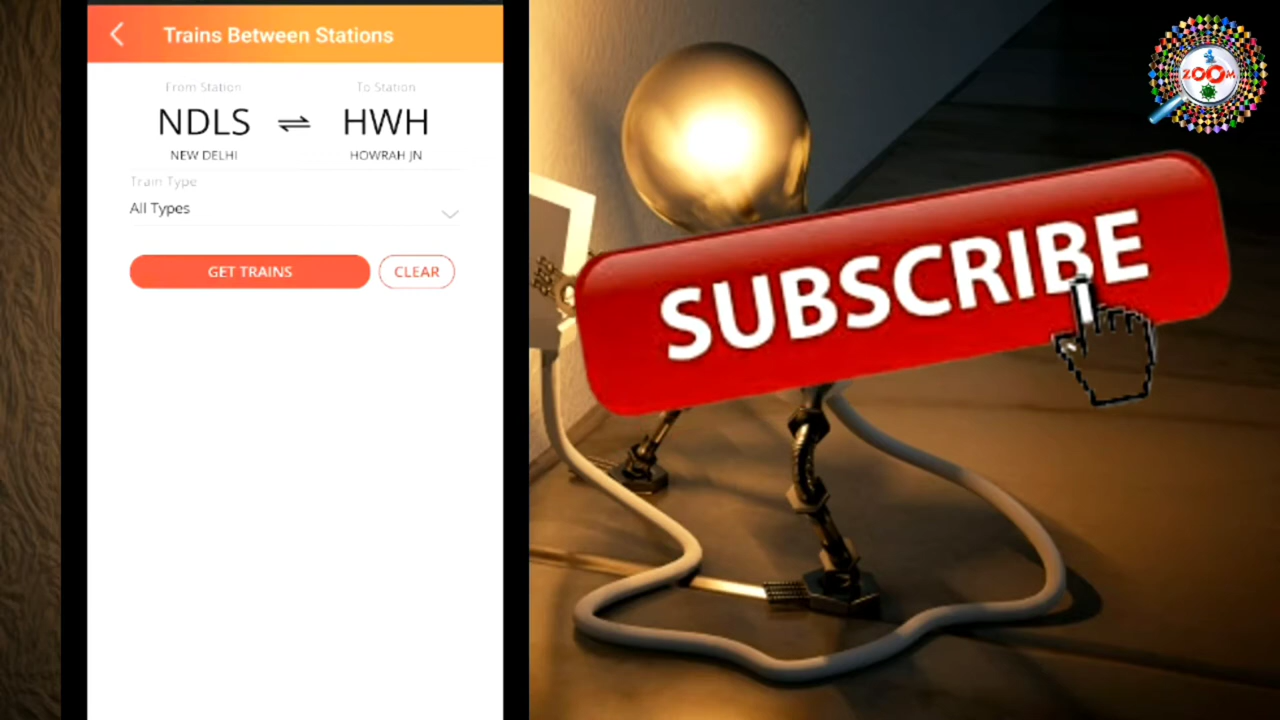 Trains Between Stations
From Station
To Station
NDLS
HWH
NEW DELHI
HOWRAH JN
Train Type
All Types
GET TRAINS
CLEAR
SUBSCRIBE
ZOOM